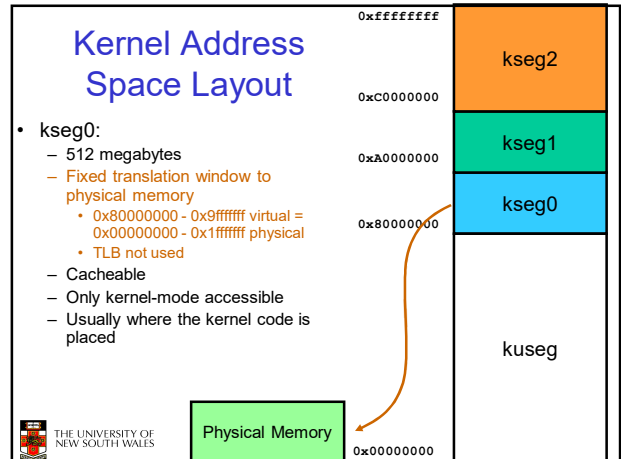 Kernel Address
Space Layout
• kseg0:
– 512 megabytes
– Fixed translation window to
physical memory
• 0x80000000 - 0x9fffffff virtual =
0x00000000 - 0x1fffffff physical
• TLB not used
– Cacheable
– Only kernel-mode accessible
– Usually where the kernel code is
placed
THE UNIVERSITY OF
NEW SOUTH WALES
Physical Memory
0xffffffff
kseg2
0xC0000000
kseg1
0xA0000000
kseg0
0x80000000
kuseg
0x00000000